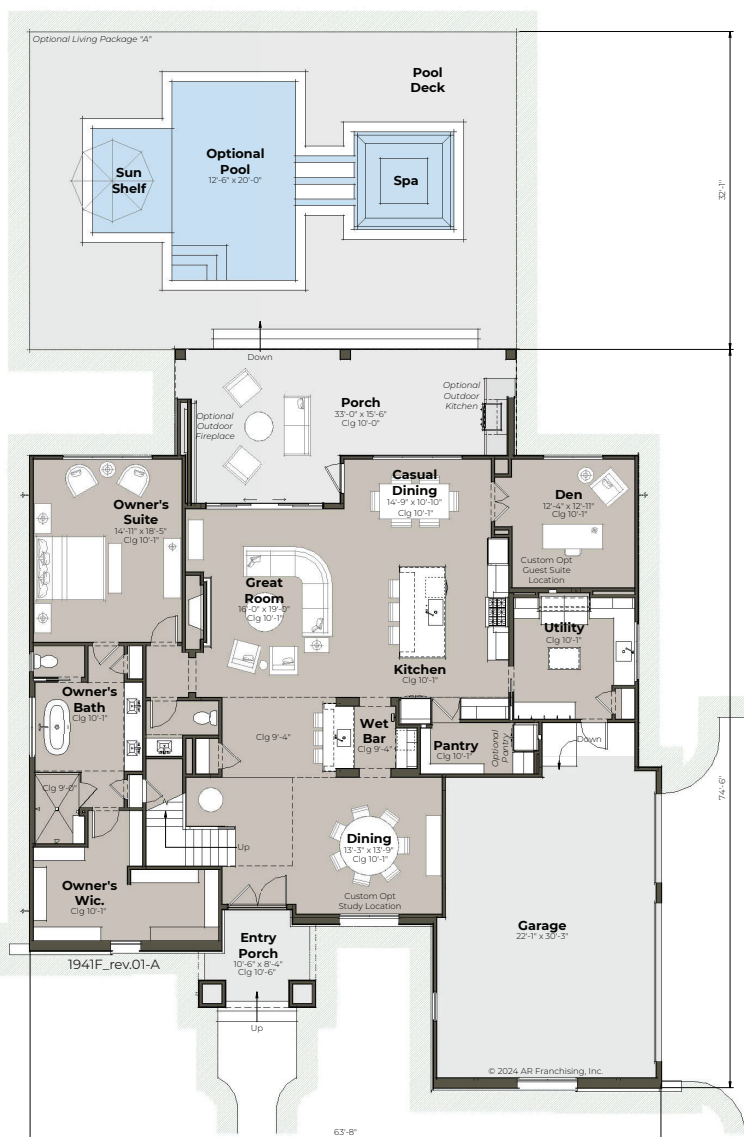 Optional Living Package "A"
Pool
Deck
Sun
Shelf
Optional
Pool
12'-6" x 20'-0"
Spa
32'-1"
Down
Porch
33'-0" x 15'-6"
Clg 10'-0"
Optional
Outdoor
Kitchen
Optional
Outdoor
Fireplace
Owner's
Suite
14'-11" x 18'-5"
Clg 10'-1"
Casual
Dining
14'-9" x 10'-10"
Clg 10'-1"
Den
12'-4" x 12'-11"
Clg 10'-1"
Custom Opt
Guest Suite
Location
Great
Room
16'-0" x 19'-0"
Clg 10'-1"
Utility
Clg 10'-1"
Kitchen
Clg 10'-1"
Owner's
Bath
Clg 10'-1"
Clg 9'-4"
Wet
Bar
Clg 9'-4"
Pantry
Clg 10'-1"
Optional
Pantry
Down
Clg 9'-0"
74'-6"
Up
Dining
13'-3" x 13'-9"
Clg 10'-1"
Custom Opt
Study Location
Owner's
Wic.
Clg 10'-1"
Garage
22'-1" x 30'-3"
Entry
Porch
10'-6" x 8'-4"
Clg 10'-6"
1941F_rev.01-A
Up
© 2024 AR Franchising, Inc.
63'-8"